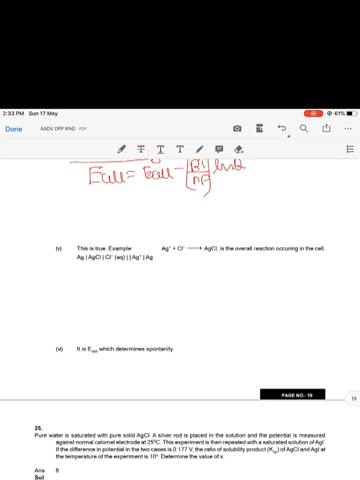 2:33 PM Sun 17 May
61%
Done
AADV DPP IPAD PDF
Ecell = Ecell - RT/nF lnQ
(v) This is true. Example Ag⁺ + Cl⁻ ⟶ AgCl, is the overall reaction occuring in the cell.
Ag | AgCl | Cl⁻ (aq) | | Ag⁺ | Ag
(vi) It is Ecell which determines spontanity.
PAGE NO.- 19
19
25.
Pure water is saturated with pure solid AgCl. A silver rod is placed in the solution and the potential is measured
against normal calomel electrode at 25⁰C. This experiment is then repeated with a saturated solution of AgI.
If the difference in potential in the two cases is 0.177 V, the ratio of solubility product (Ksp) of AgCl and AgI at
the temperature of the experiment is 10ˣ. Determine the value of x
Ans 6
Sol